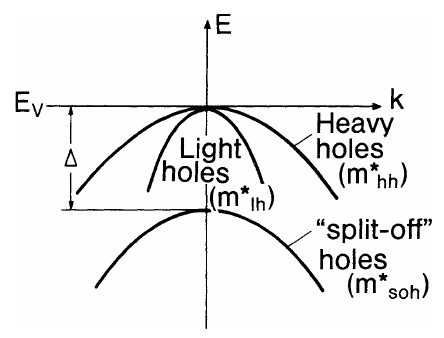 E
E_V
k
Δ
Heavy
holes
(m*_hh)
Light
holes
(m*_lh)
"split-off"
holes
(m*_soh)